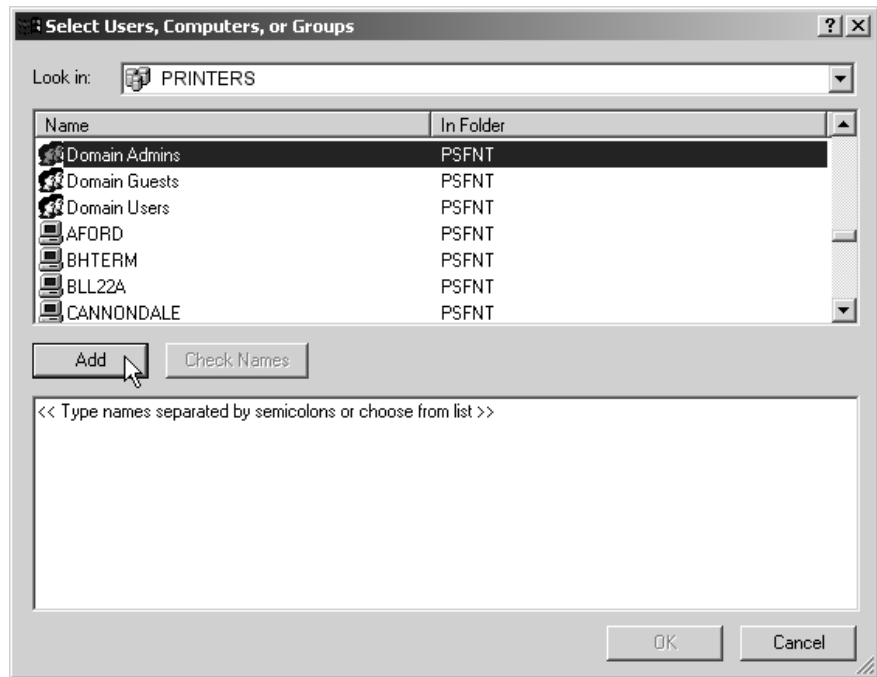 Select Users, Computers, or Groups
Look in: PRINTERS
Name In Folder
Domain Admins PSFNT
Domain Guests PSFNT
Domain Users PSFNT
AFORD PSFNT
BHTERM PSFNT
BLL22A PSFNT
CANNONDALE PSFNT
Add Check Names
<< Type names separated by semicolons or choose from list >>
OK Cancel